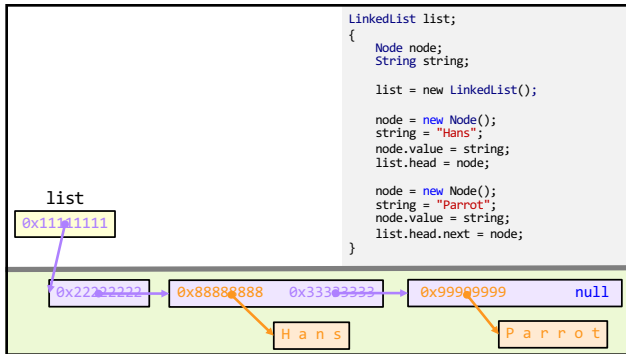 LinkedList list;
{
    Node node;
    String string;

    list = new LinkedList();

    node = new Node();
    string = "Hans";
    node.value = string;
    list.head = node;

    node = new Node();
    string = "Parrot";
    node.value = string;
    list.head.next = node;
}
list
0x11111111
0x22222222 0x88888888 0x33333333 0x99999999 null
Hans Parrot